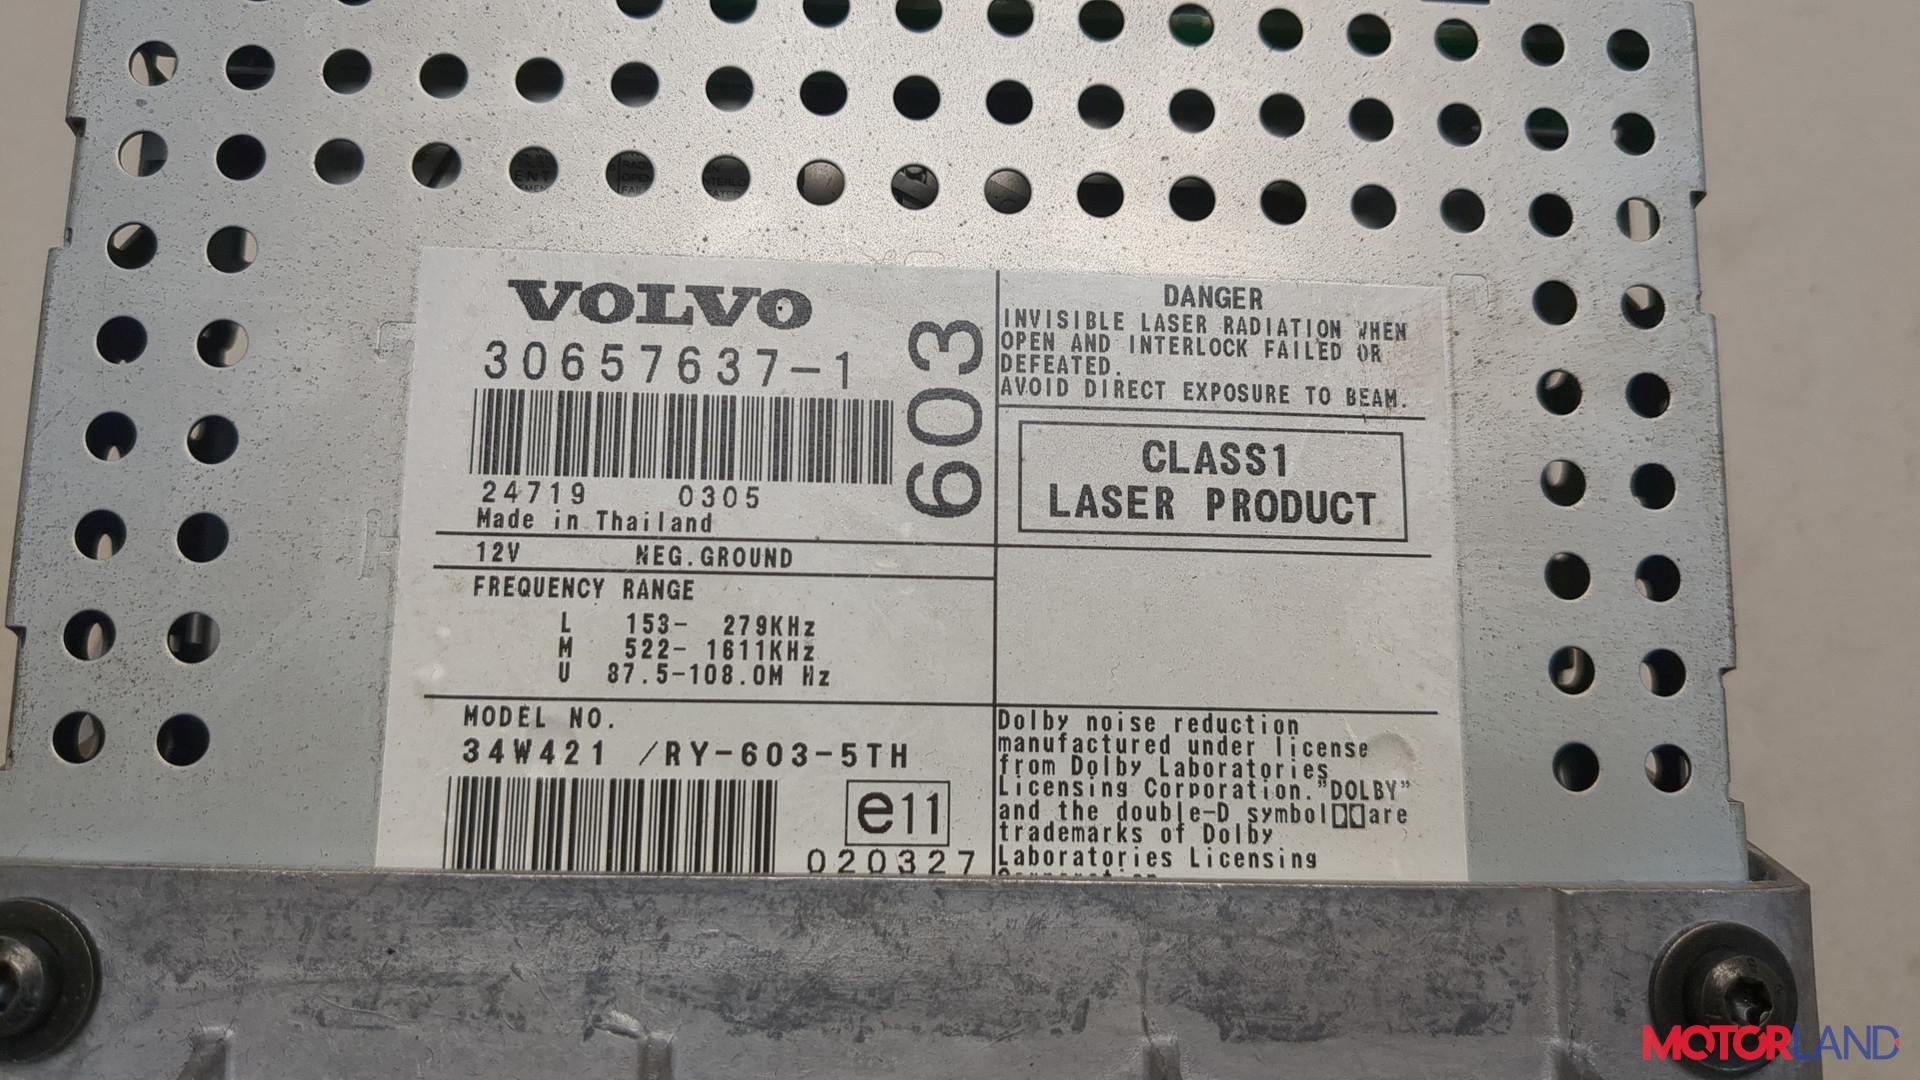 VOLVO
30657637-1
603
24719 0305
Made in Thailand
12V NEG.GROUND
FREQUENCY RANGE
L 153- 279KHz
M 522- 1611KHz
U 87.5-108.0M Hz
MODEL NO.
34W421 /RY-603-5TH
e11
020327
DANGER
INVISIBLE LASER RADIATION WHEN
OPEN AND INTERLOCK FAILED OR
DEFEATED.
AVOID DIRECT EXPOSURE TO BEAM.
CLASS1
LASER PRODUCT
Dolby noise reduction
manufactured under license
from Dolby Laboratories
Licensing Corporation."DOLBY"
and the double-D symbol are
trademarks of Dolby
Laboratories Licensing
MOTORLAND